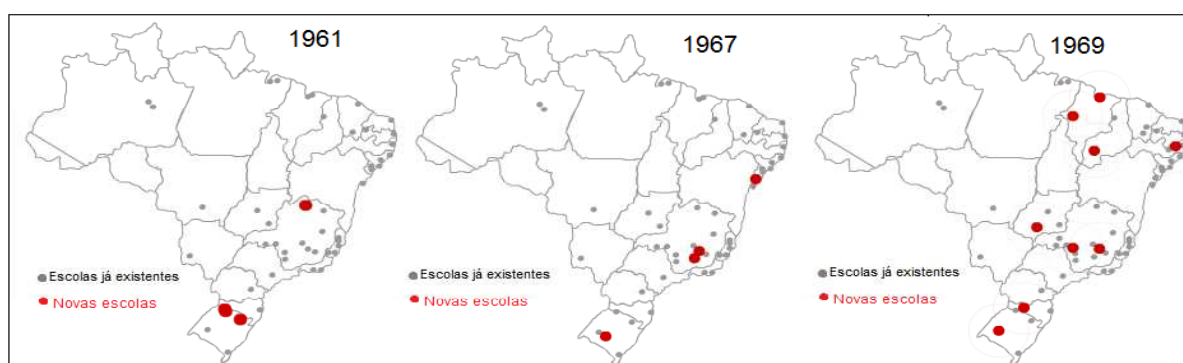 1961
Escolas já existentes
Novas escolas
1967
Escolas já existentes
Novas escolas
1969
Escolas já existentes
Novas escolas